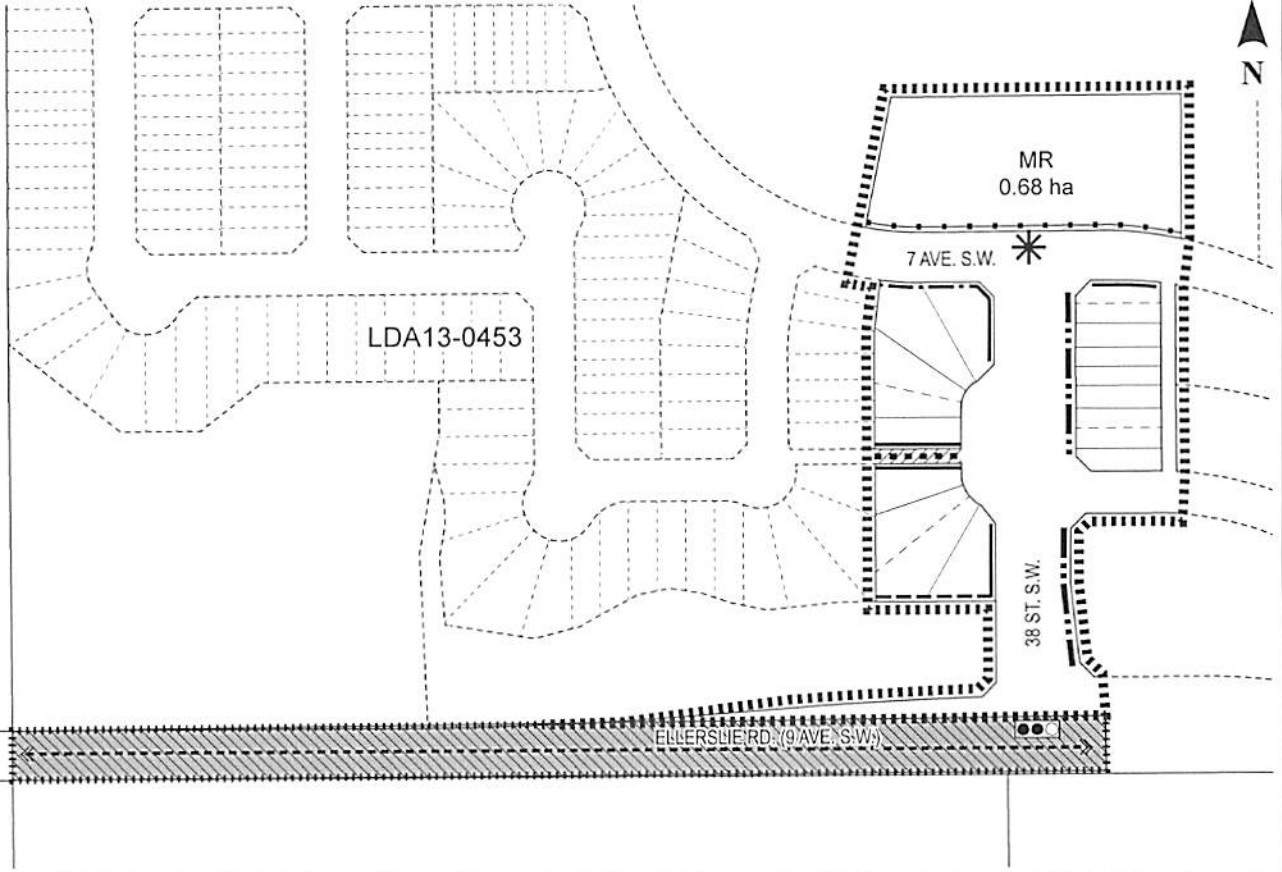 N
MR
0.68 ha
7 AVE. S.W.
LDA13-0453
38 ST. S.W.
ELLERSLIE RD. (9 AVE. S.W.)